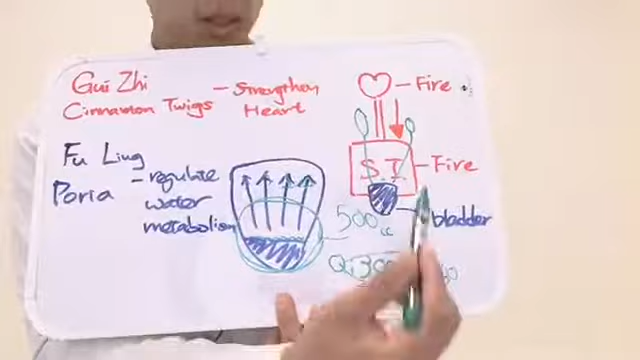 Gui Zhi
Cinnamon Twigs
- Strengthen
Heart
Fu Ling
Poria
- regulate
water
metabolism
- Fire
S.I.
- Fire
bladder
500cc